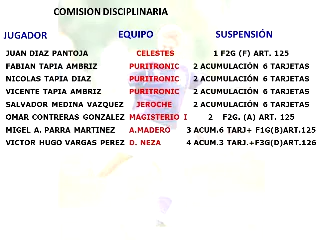 COMISION DISCIPLINARIA
JUGADOR EQUIPO SUSPENSIÓN
JUAN DIAZ PANTOJA CELESTES 1 F2G (F) ART. 125
FABIAN TAPIA AMBRIZ PURITRONIC 2 ACUMULACIÓN 6 TARJETAS
NICOLAS TAPIA DIAZ PURITRONIC 2 ACUMULACIÓN 6 TARJETAS
VICENTE TAPIA AMBRIZ PURITRONIC 2 ACUMULACIÓN 6 TARJETAS
SALVADOR MEDINA VAZQUEZ JEROCHE 2 ACUMULACIÓN 6 TARJETAS
OMAR CONTRERAS GONZALEZ MAGISTERIO I 2 F2G. (A) ART. 125
MIGEL A. PARRA MARTINEZ A.MADERO 3 ACUM.6 TARJ+ F1G(B)ART.125
VICTOR HUGO VARGAS PEREZ D. NEZA 4 ACUM.3 TARJ.+F3G(D)ART.126